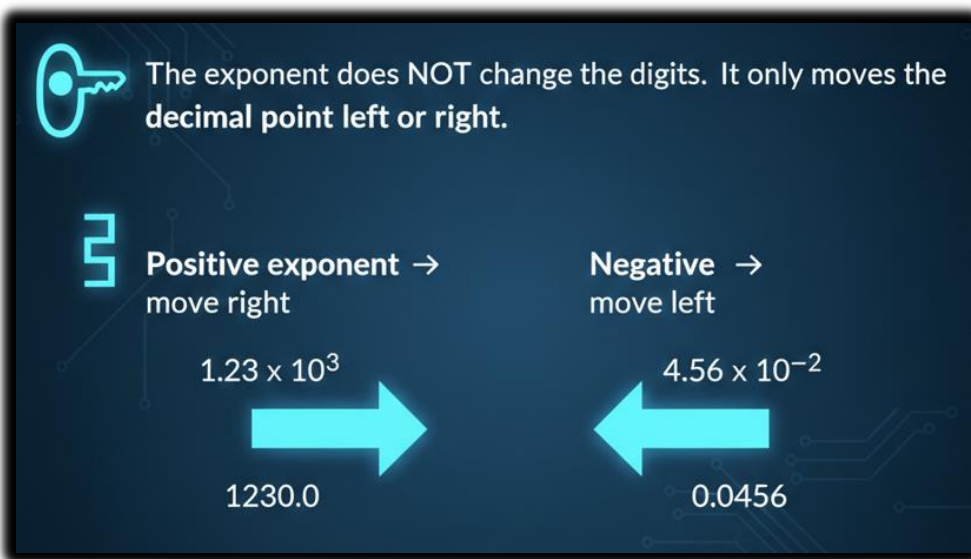 The exponent does NOT change the digits. It only moves the
decimal point left or right.
Positive exponent →
move right
1.23 x 10³
1230.0
Negative →
move left
4.56 x 10⁻²
0.0456